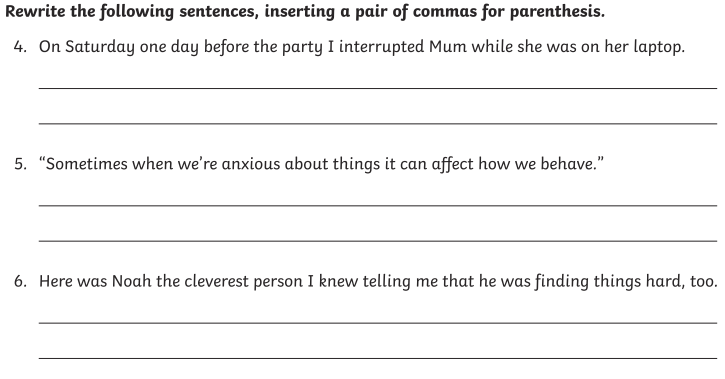 Rewrite the following sentences, inserting a pair of commas for parenthesis.
4. On Saturday one day before the party I interrupted Mum while she was on her laptop.
5. “Sometimes when we’re anxious about things it can affect how we behave.”
6. Here was Noah the cleverest person I knew telling me that he was finding things hard, too.